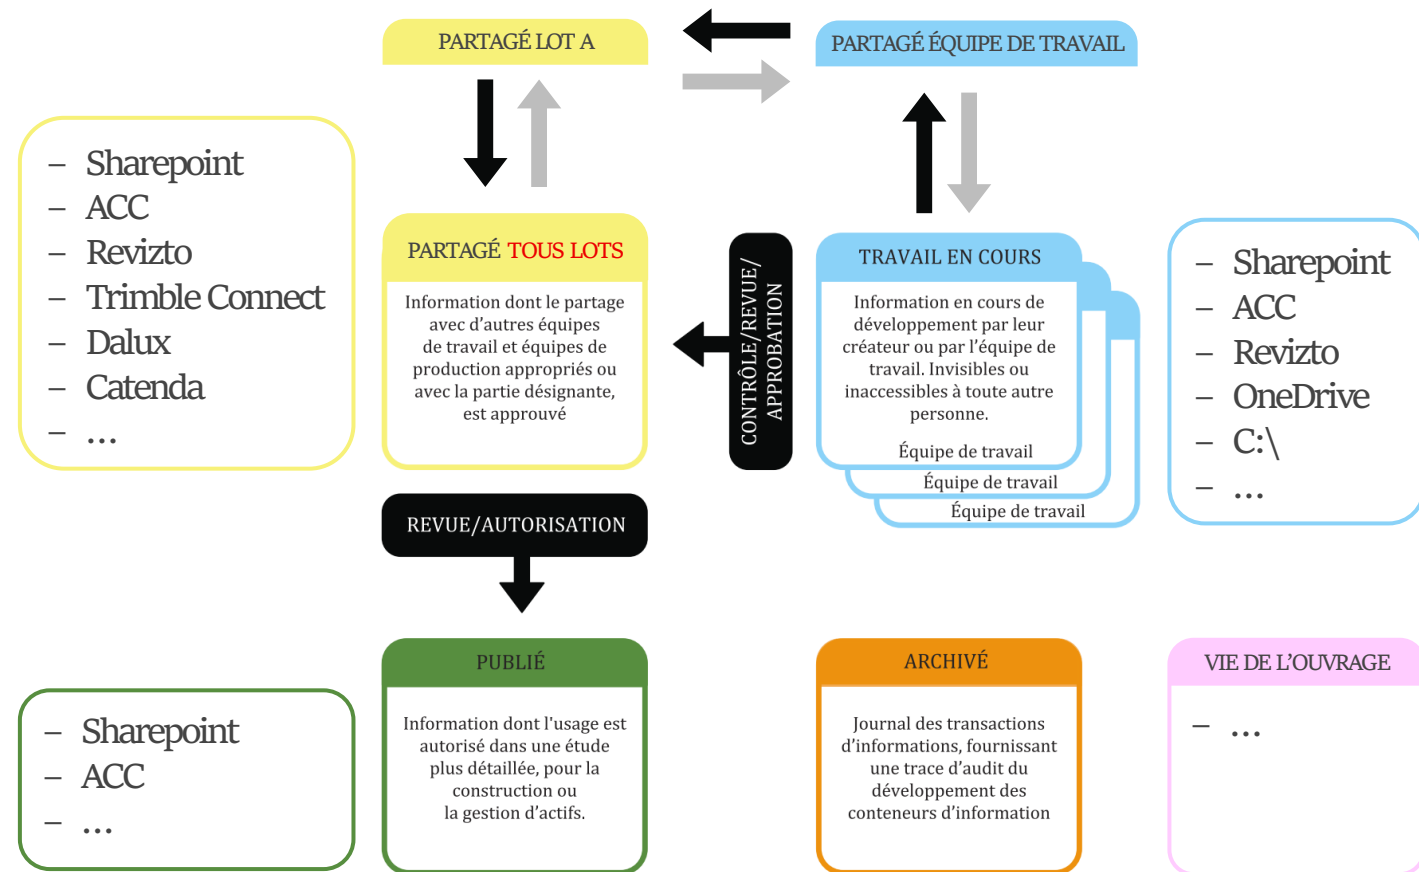 PARTAGÉ LOT A
PARTAGÉ ÉQUIPE DE TRAVAIL
– Sharepoint
– ACC
– Revizto
– Trimble Connect
– Dalux
– Catenda
– ...
PARTAGÉ TOUS LOTS
Information dont le partage
avec d'autres équipes
de travail et équipes de
production appropriés ou
avec la partie désignante,
est approuvé
CONTRÔLE/REVUE/
APPROBATION
TRAVAIL EN COURS
Information en cours de
développement par leur
créateur ou par l'équipe de
travail. Invisibles ou
inaccessibles à toute autre
personne.
Équipe de travail
Équipe de travail
Équipe de travail
– Sharepoint
– ACC
– Revizto
– OneDrive
– C:\
– ...
REVUE/AUTORISATION
– Sharepoint
– ACC
– ...
PUBLIÉ
Information dont l'usage est
autorisé dans une étude
plus détaillée, pour la
construction ou
la gestion d'actifs.
ARCHIVÉ
Journal des transactions
d'informations, fournissant
une trace d'audit du
développement des
conteneurs d'information
VIE DE L'OUVRAGE
– ...